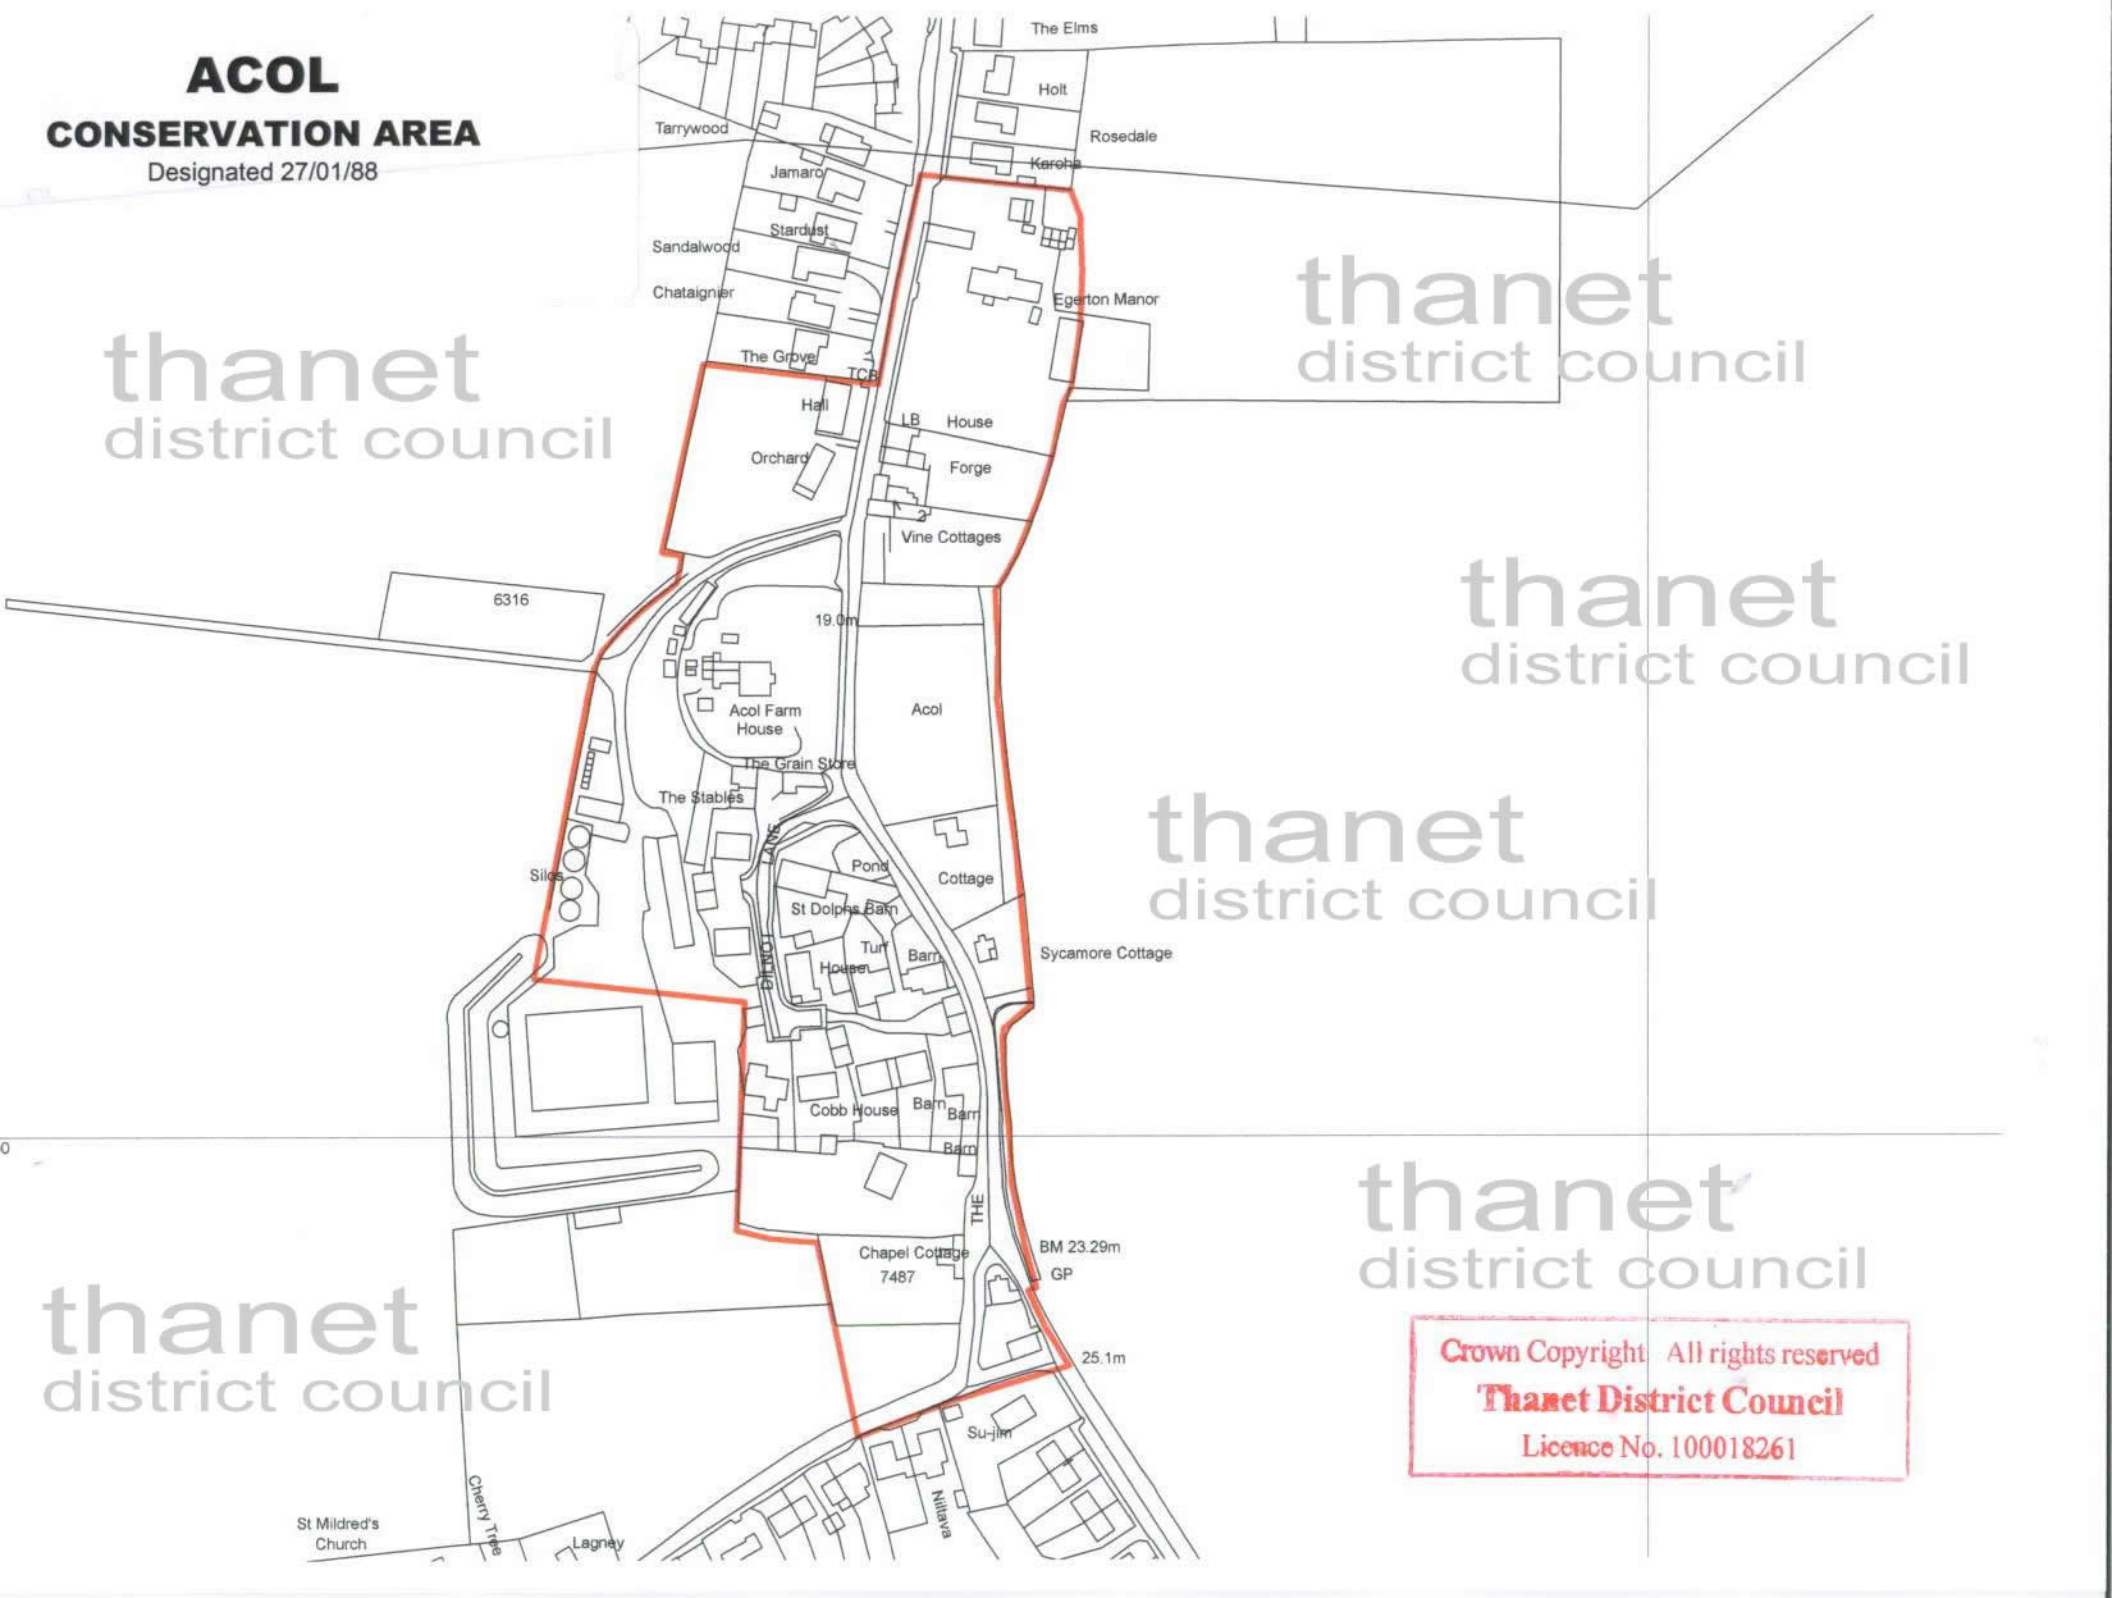 ACOL
CONSERVATION AREA
Designated 27/01/88
The Elms
Holt
Tarrywood
Rosedale
Karoha
Jamaro
Stardust
Sandalwood
Chataignier
Egerton Manor
thanet
district council
thanet
district council
The Grove
TCB
Hall
LB
House
Orchard
Forge
2
Vine Cottages
6316
19.0m
thanet
district council
Acol Farm
House
Acol
The Grain Store
The Stables
thanet
district council
DILNOT LANE
Pond
Silos
Cottage
St Dolphs Barn
Turf
House
Barn
Sycamore Cottage
Cobb House
Barn
Barn
Barn
0
THE
thanet
district council
Chapel Cottage
7487
BM 23.29m
GP
thanet
district council
25.1m
Crown Copyright All rights reserved
Thanet District Council
Licence No. 100018261
Su-jim
Niltava
Cherry Tree
St Mildred's
Church
Lagney